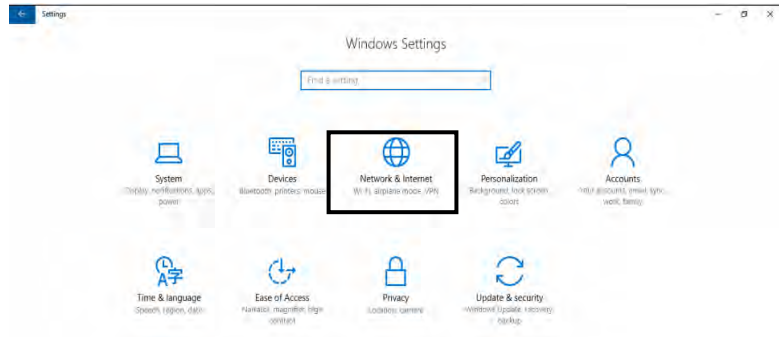 Settings
Windows Settings
Find a setting
System
Display, notifications, apps,
power
Devices
Bluetooth, printers, mouse
Network & Internet
Wi-Fi, airplane mode, VPN
Personalization
Background, lock screen,
colors
Accounts
Your accounts, email, sync,
work, family
A字
Time & language
Speech, region, date
Ease of Access
Narrator, magnifier, high
contrast
Privacy
Location, camera
Update & security
Windows Update, recovery,
backup